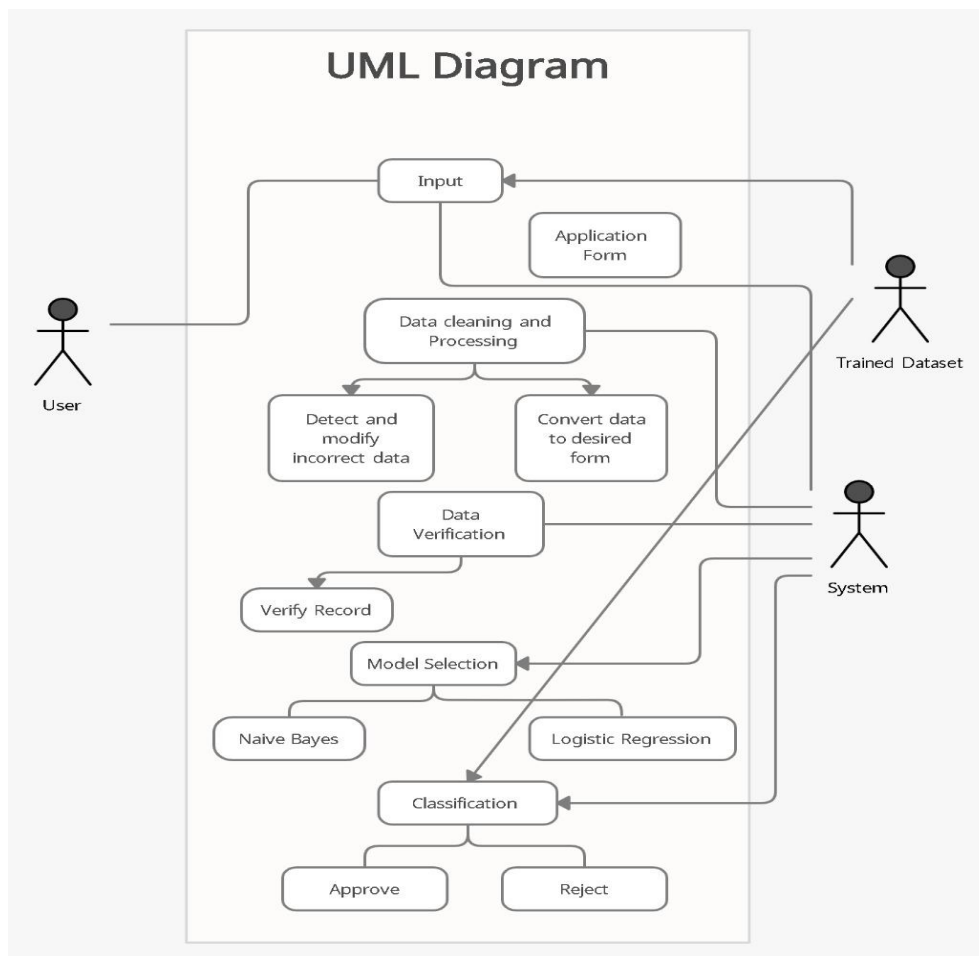 UML Diagram
Input
Application
Form
Trained Dataset
User
Data cleaning and
Processing
Detect and
modify
incorrect data
Convert data
to desired
form
Data
Verification
System
Verify Record
Model Selection
Naive Bayes
Logistic Regression
Classification
Approve
Reject